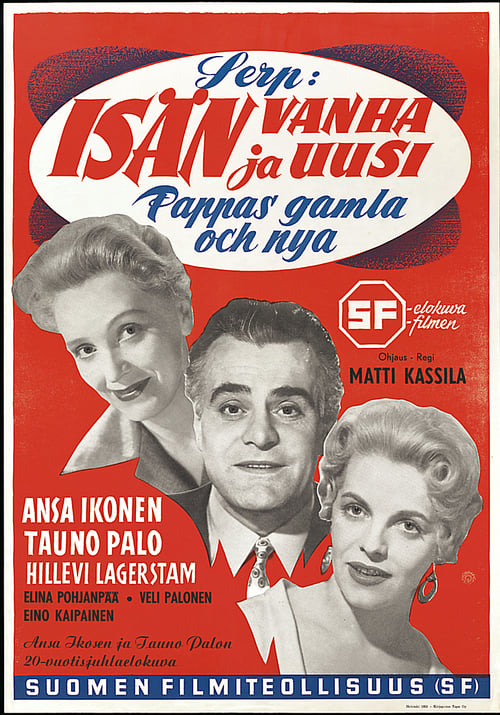 Serp:
ISÄN VANHA
ja UUSI
Pappas gamla
och nya
SF -elokuva
-filmen
Ohjaus - Regi
MATTI KASSILA
ANSA IKONEN
TAUNO PALO
HILLEVI LAGERSTAM
ELINA POHJANPÄÄ • VELI PALONEN
EINO KAIPAINEN
Ansa Ikosen ja Tauno Palon
20-vuotisjuhlaelokuva
SUOMEN FILMITEOLLISUUS (SF)